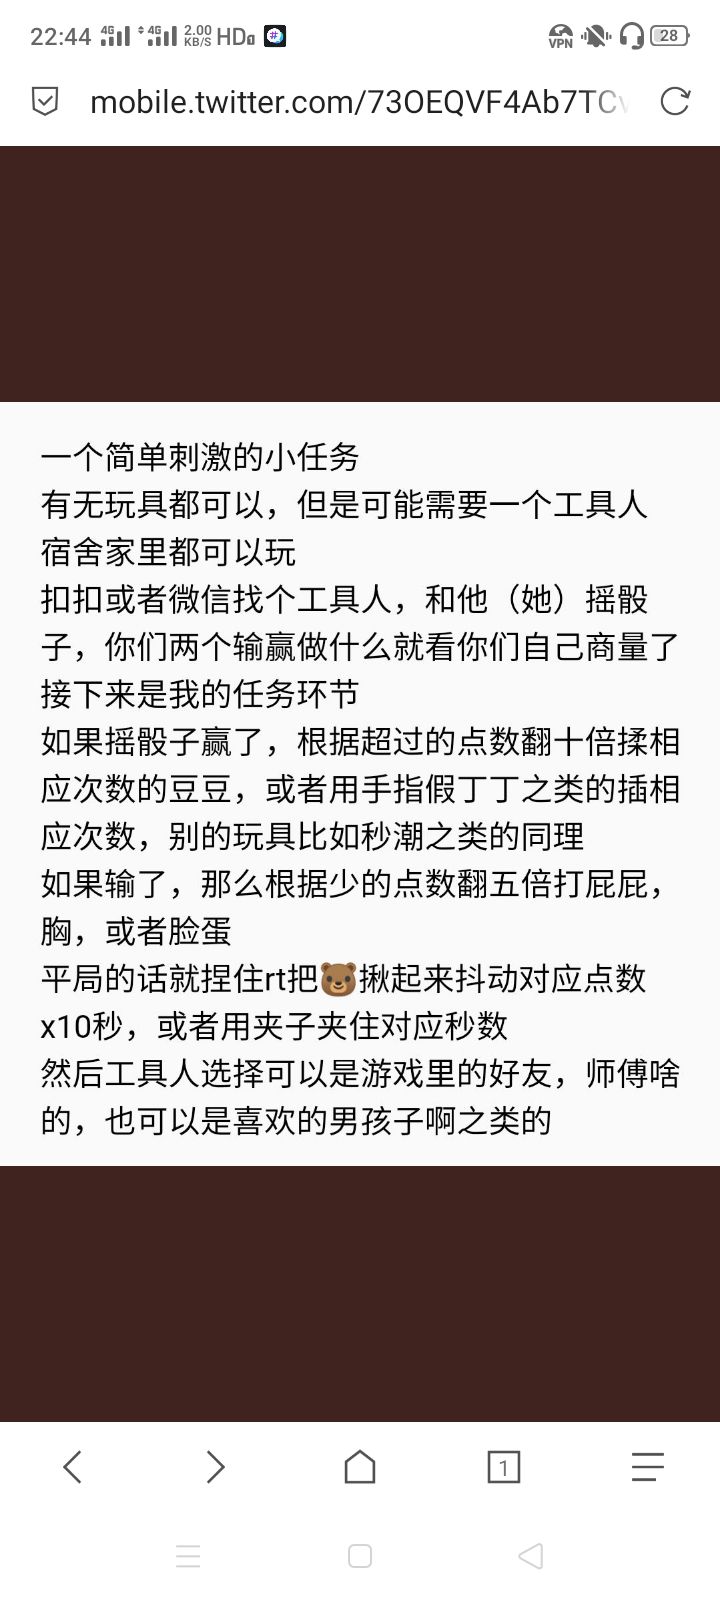 22:44 4G 4G 2.00 KB/S HD VPN 28
mobile.twitter.com/73OEQVF4Ab7TCv
一个简单刺激的小任务
有无玩具都可以，但是可能需要一个工具人
宿舍家里都可以玩
扣扣或者微信找个工具人，和他（她）摇骰
子，你们两个输赢做什么就看你们自己商量了
接下来是我的任务环节
如果摇骰子赢了，根据超过的点数翻十倍揉相
应次数的豆豆，或者用手指假丁丁之类的插相
应次数，别的玩具比如秒潮之类的同理
如果输了，那么根据少的点数翻五倍打屁屁，
胸，或者脸蛋
平局的话就捏住rt把🐻揪起来抖动对应点数
x10秒，或者用夹子夹住对应秒数
然后工具人选择可以是游戏里的好友，师傅啥
的，也可以是喜欢的男孩子啊之类的
1